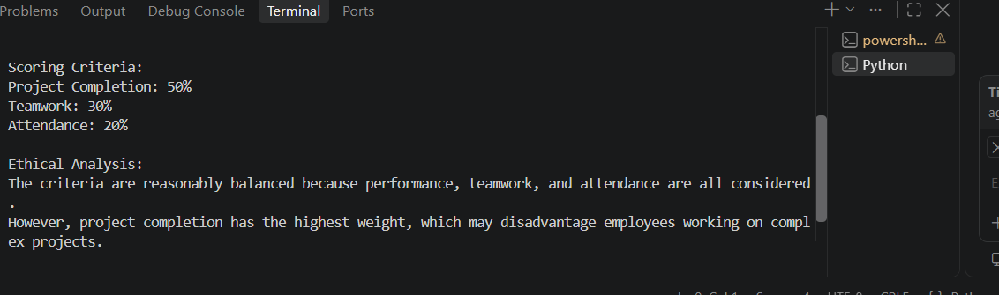 Problems Output Debug Console Terminal Ports
powersh...
Python
Scoring Criteria:
Project Completion: 50%
Teamwork: 30%
Attendance: 20%
Ethical Analysis:
The criteria are reasonably balanced because performance, teamwork, and attendance are all considered
.
However, project completion has the highest weight, which may disadvantage employees working on compl
ex projects.